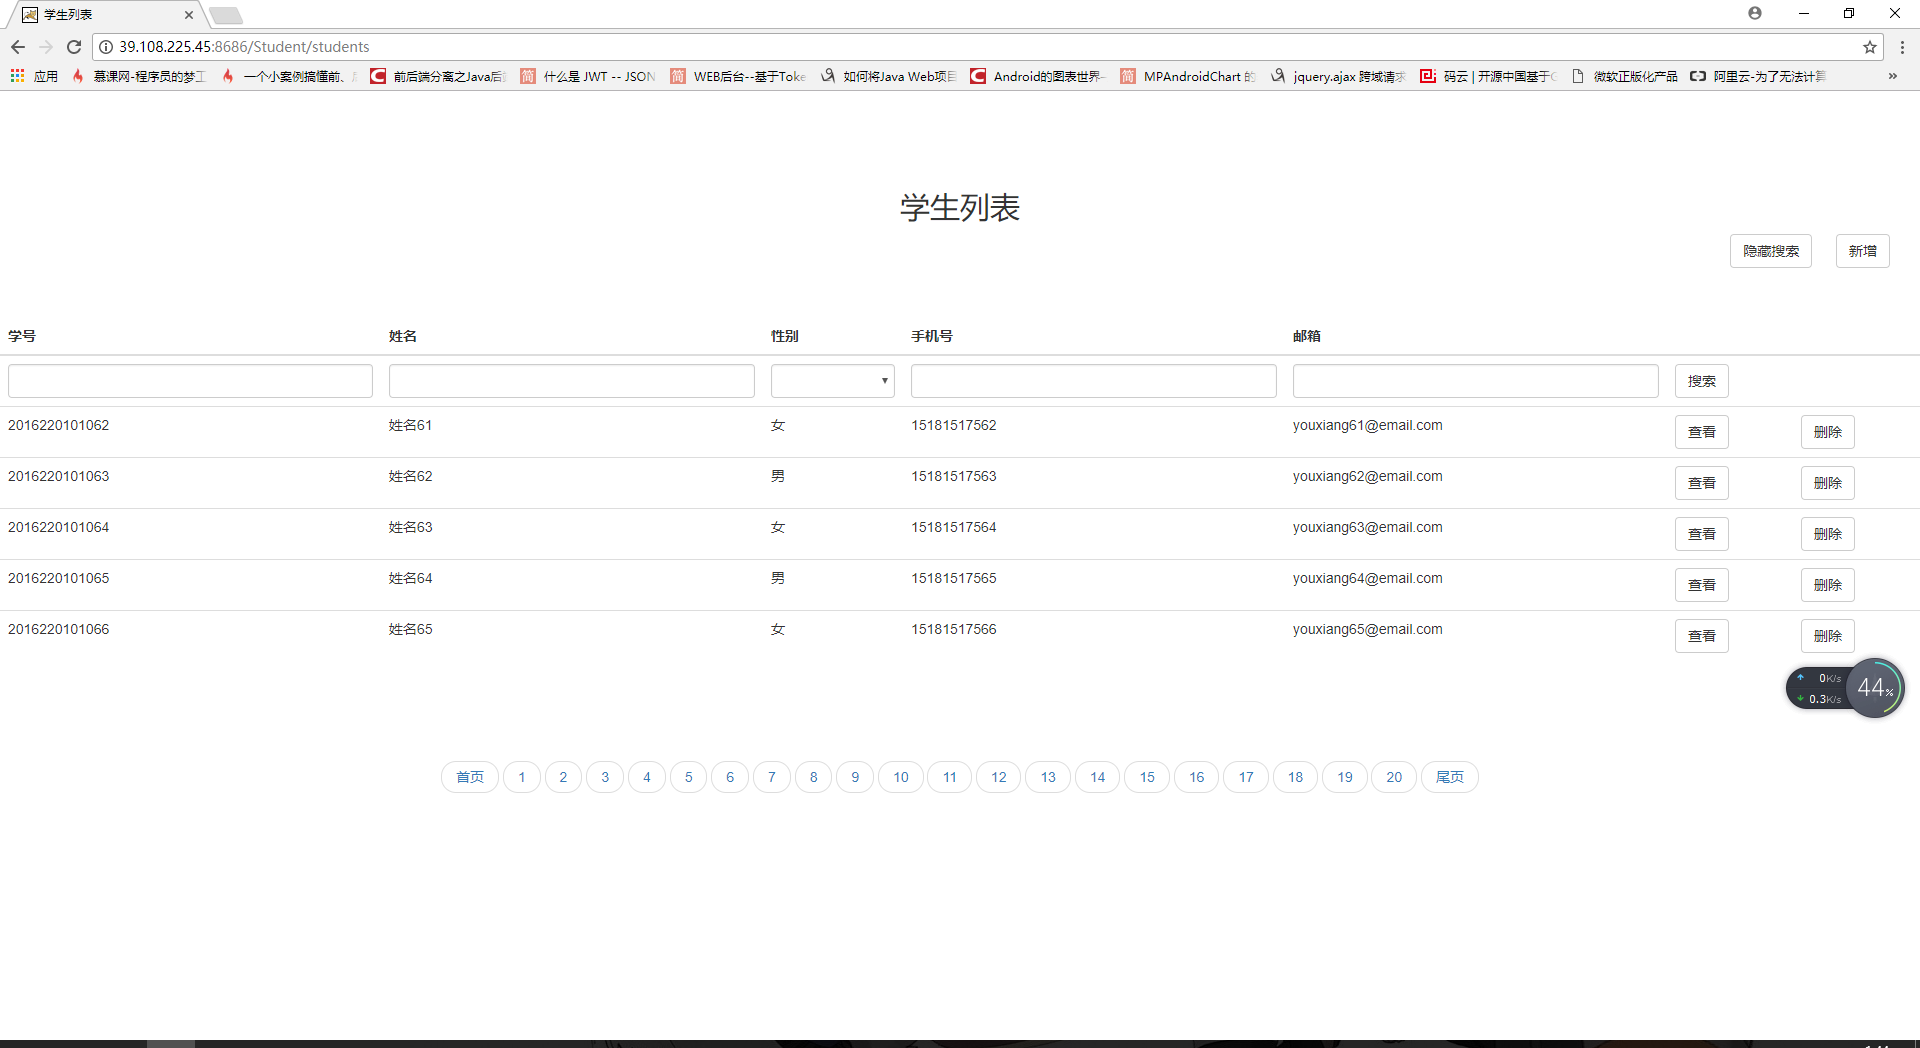 学生列表
39.108.225.45:8686/Student/students
应用 慕课网-程序员的梦工 一个小案例搞懂前、 前后端分离之Java后 什么是 JWT -- JSON WEB后台--基于Toke 如何将Java Web项目 Android的图表世界- MPAndroidChart 的 jquery.ajax 跨域请求 码云 | 开源中国基于 微软正版化产品 阿里云-为了无法计算 »
学生列表
隐藏搜索 新增
学号 姓名 性别 手机号 邮箱
搜索
2016220101062 姓名61 女 15181517562 youxiang61@email.com 查看 删除
2016220101063 姓名62 男 15181517563 youxiang62@email.com 查看 删除
2016220101064 姓名63 女 15181517564 youxiang63@email.com 查看 删除
2016220101065 姓名64 男 15181517565 youxiang64@email.com 查看 删除
2016220101066 姓名65 女 15181517566 youxiang65@email.com 查看 删除
0K/s
0.3K/s
44%
首页 1 2 3 4 5 6 7 8 9 10 11 12 13 14 15 16 17 18 19 20 尾页